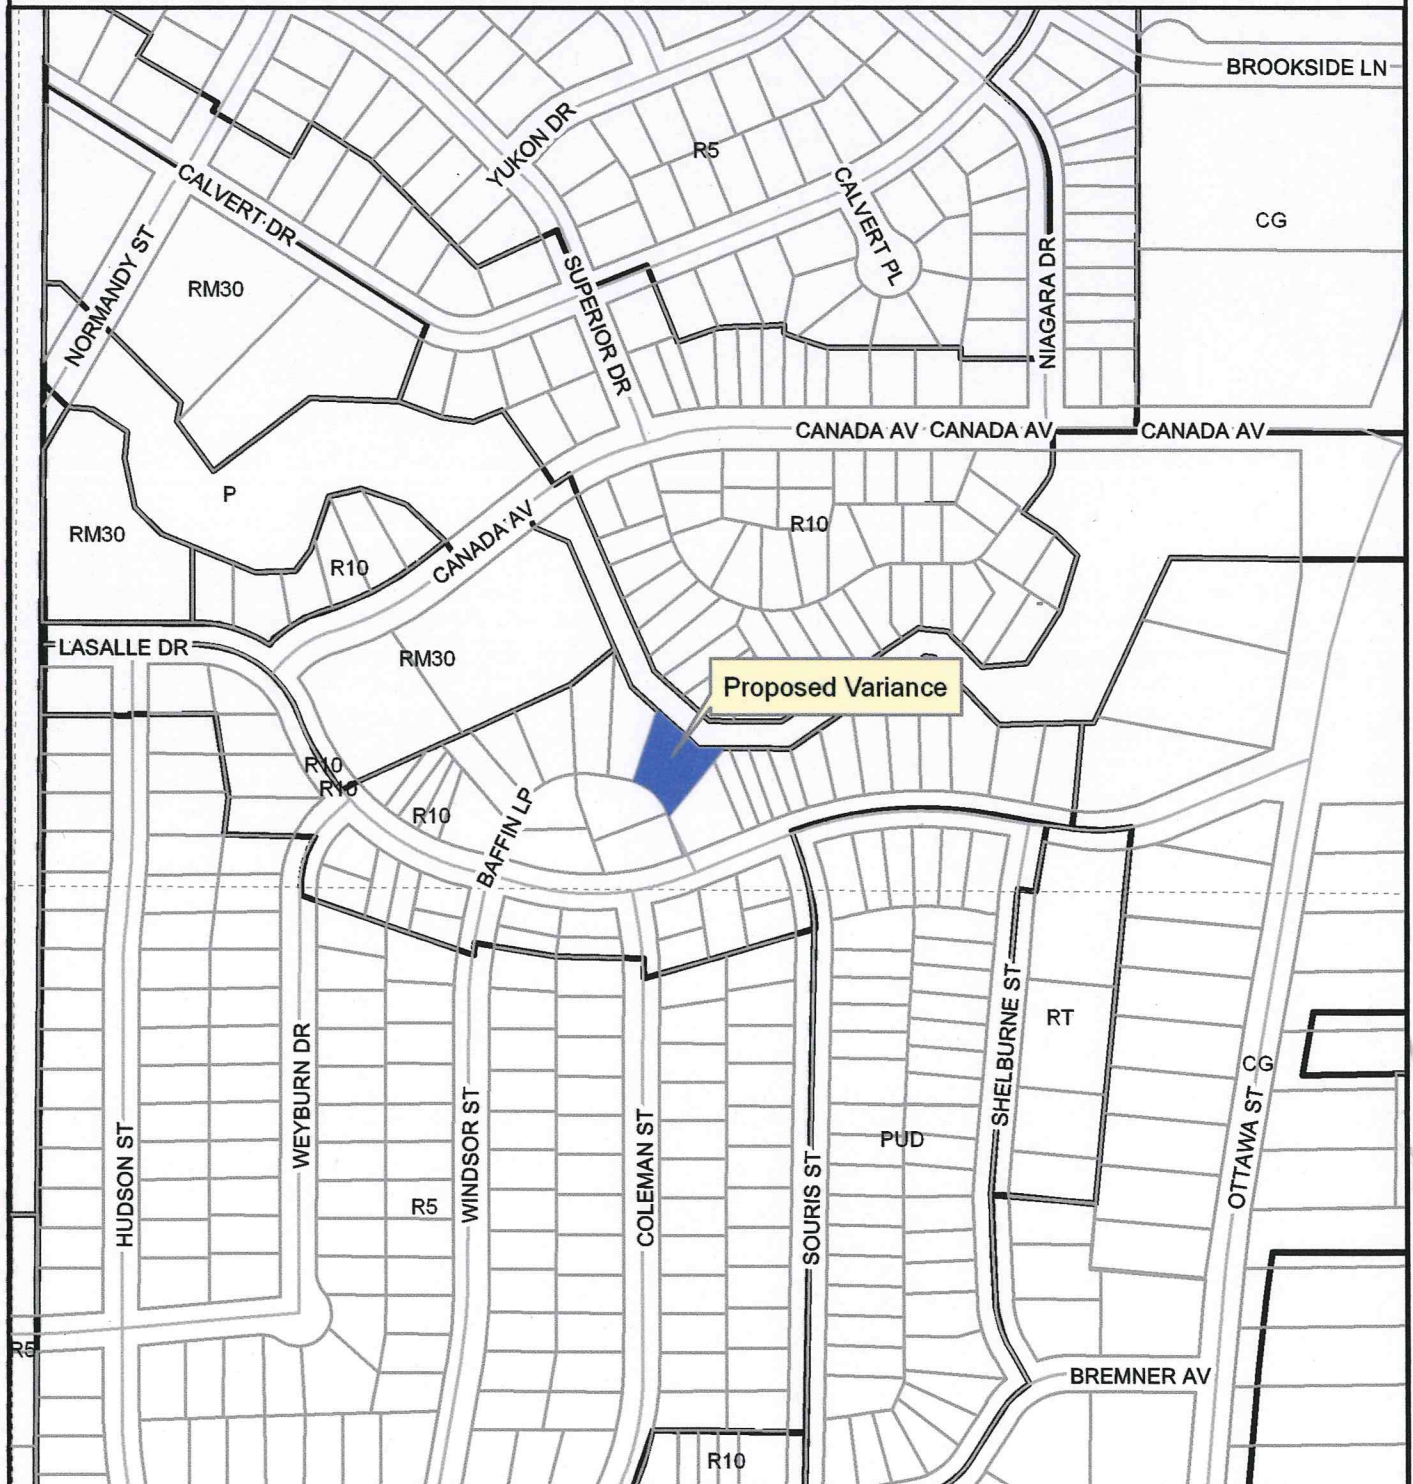 BROOKSIDE LN
YUKON DR
R5
CALVERT DR
CALVERT PL
CG
NORMANDY ST
RM30
SUPERIOR DR
NIAGARA DR
CANADA AV
CANADA AV
CANADA AV
P
RM30
R10
CANADA AV
R10
LASALLE DR
RM30
Proposed Variance
R10
R10
R10
BAFFIN LP
RT
SHELBURNE ST
CG
WEYBURN DR
HUDSON ST
WINDSOR ST
COLEMAN ST
SOURIS ST
PUD
OTTAWA ST
R5
R5
BREMNER AV
R10